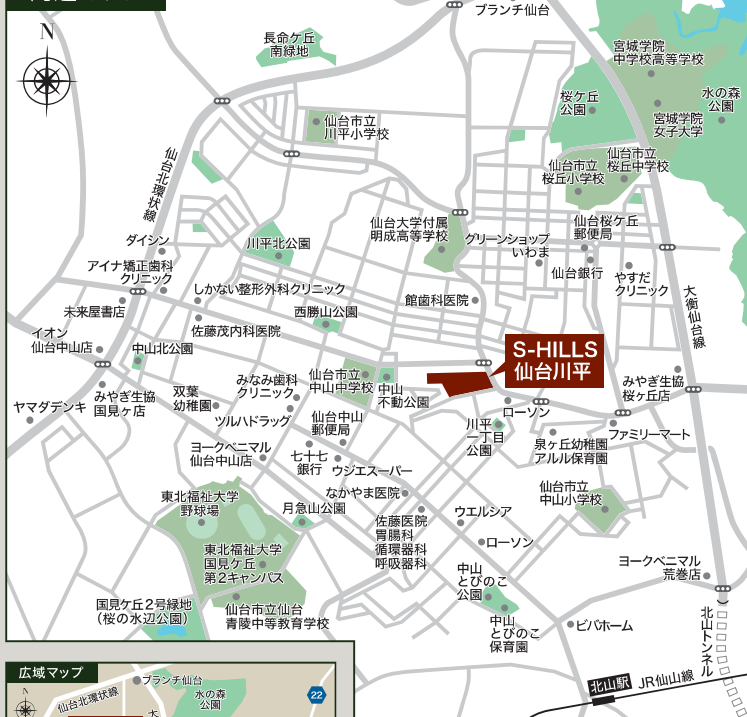 ブランチ仙台
N
長命ケ丘
南緑地
宮城学院
中学校高等学校
桜ケ丘
公園
水の森
公園
宮城学院
女子大学
仙台市立
川平小学校
仙台市立
桜丘中学校
仙台市立
桜丘小学校
仙台北環状線
仙台大学付属
明成高等学校
仙台桜ケ丘
郵便局
グリーンショップ
いわま
ダイシン
川平北公園
仙台銀行
やすだ
クリニック
アイナ矯正歯科
クリニック
しかない整形外科クリニック
館歯科医院
大衡仙台線
未来屋書店
西勝山公園
佐藤茂内科医院
イオン
仙台中山店
中山北公園
S-HILLS
仙台川平
みやぎ生協
国見ヶ店
双葉
幼稚園
みなみ歯科
クリニック
仙台市立
中山中学校
中山
不動公園
みやぎ生協
桜ヶ丘店
ヤマダデンキ
ツルハドラッグ
仙台中山
郵便局
ローソン
川平
一丁目
公園
ファミリーマート
泉ヶ丘幼稚園
アルル保育園
ヨークベニマル
仙台中山店
七十七
銀行
ウジエスーパー
なかやま医院
仙台市立
中山小学校
東北福祉大学
野球場
月急山公園
佐藤医院
胃腸科
循環器科
呼吸器科
ウエルシア
ローソン
東北福祉大学
国見ケ丘
第2キャンパス
ヨークベニマル
荒巻店
中山
とびのこ
公園
国見ケ丘2号緑地
（桜の水辺公園）
仙台市立仙台
青陵中等教育学校
中山
とびのこ
保育園
ビバホーム
北山トンネル
北山駅
JR仙山線
広域マップ
N
仙台北環状線
ブランチ仙台
水の森
公園
22